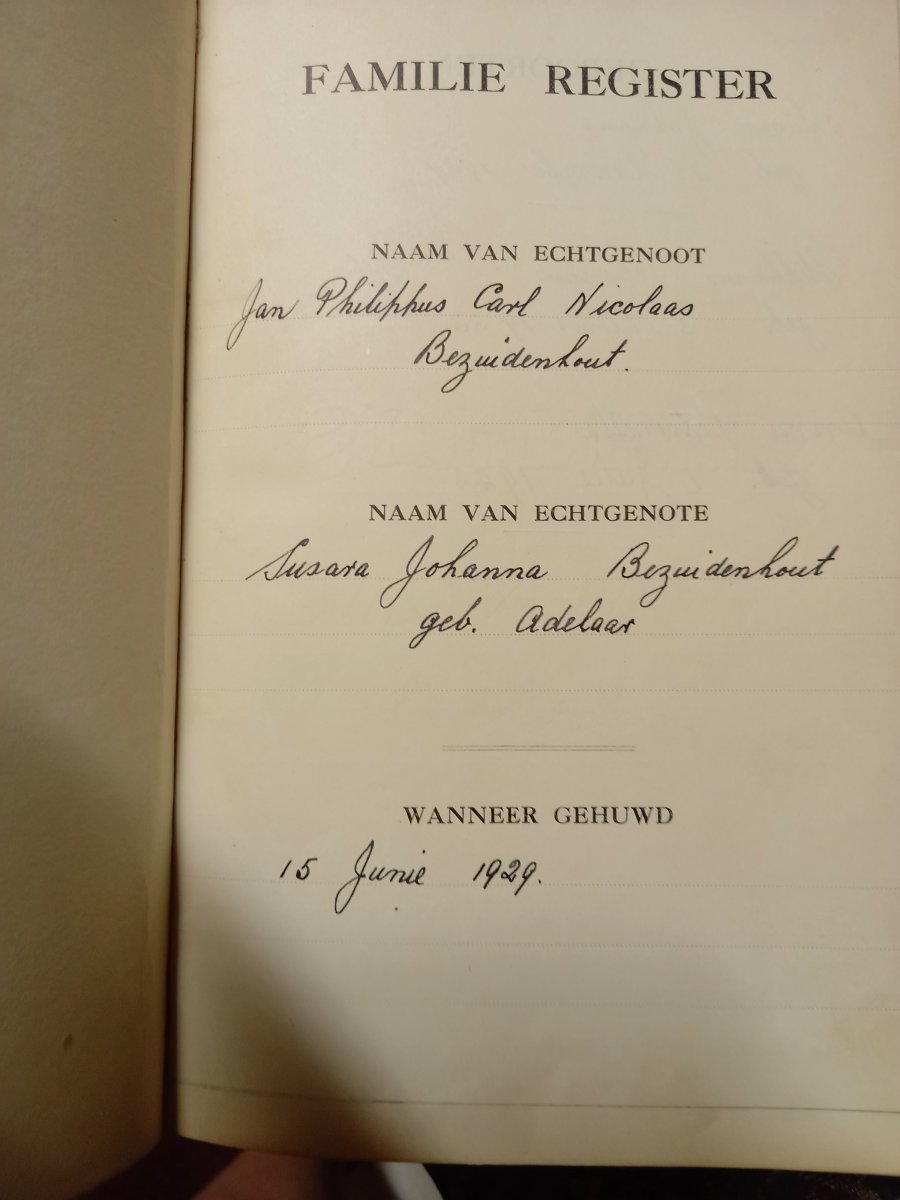 FAMILIE REGISTER
NAAM VAN ECHTGENOOT
Jan Philiphus Carl Nicolaas
Bezuidenhout.
NAAM VAN ECHTGENOTE
Susara Johanna Bezuidenhout
geb. Adelaar
WANNEER GEHUWD
15 Junie 1929.